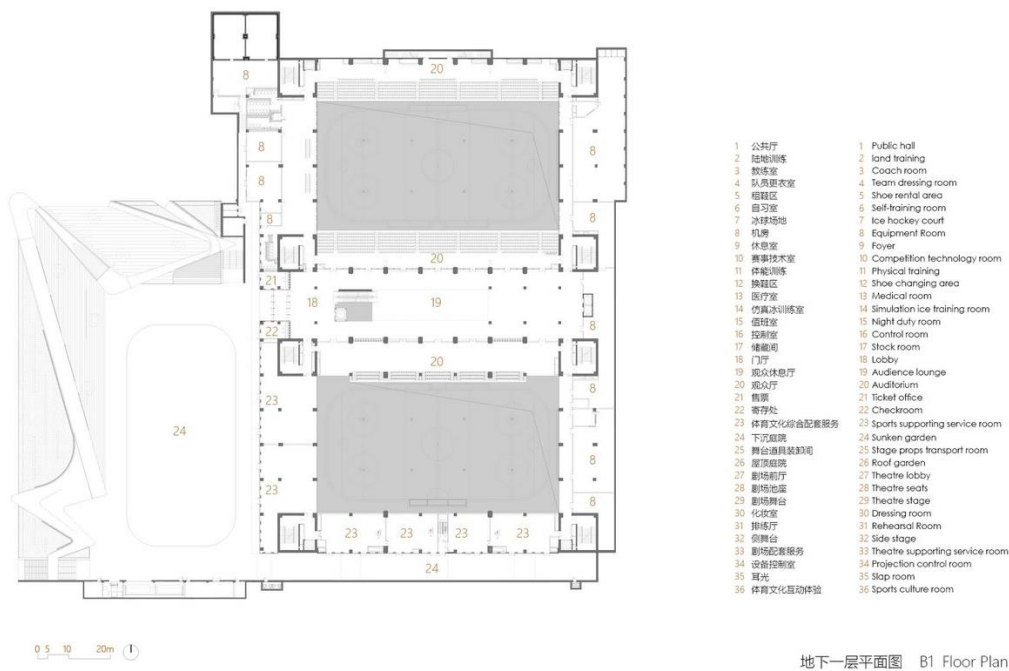 20
8
8
8
8
8
8
20
21
18
19
22
8
20
8
23
24
8
23
8
23
23
23
23
24
1 公共厅 1 Public hall
2 陆地训练 2 land training
3 教练室 3 Coach room
4 队员更衣室 4 Team dressing room
5 租鞋区 5 Shoe rental area
6 自习室 6 Self-training room
7 冰球场地 7 Ice hockey court
8 机房 8 Equipment Room
9 休息室 9 Foyer
10 赛事技术室 10 Competition technology room
11 体能训练 11 Physical training
12 换鞋区 12 Shoe changing area
13 医疗室 13 Medical room
14 仿真冰训练室 14 Simulation ice training room
15 值班室 15 Night duty room
16 控制室 16 Control room
17 储藏间 17 Stock room
18 门厅 18 Lobby
19 观众休息厅 19 Audience lounge
20 观众厅 20 Auditorium
21 售票 21 Ticket office
22 寄存处 22 Checkroom
23 体育文化综合配套服务 23 Sports supporting service room
24 下沉庭院 24 Sunken garden
25 舞台道具装卸间 25 Stage props transport room
26 屋顶庭院 26 Roof garden
27 剧场前厅 27 Theatre lobby
28 剧场池座 28 Theatre seats
29 剧场舞台 29 Theatre stage
30 化妆室 30 Dressing room
31 排练厅 31 Rehearsal Room
32 侧舞台 32 Side stage
33 剧场配套服务 33 Theatre supporting service room
34 设备控制室 34 Projection control room
35 耳光 35 Slap room
36 体育文化互动体验 36 Sports culture room
0 5 10 20m
地下一层平面图 B1 Floor Plan